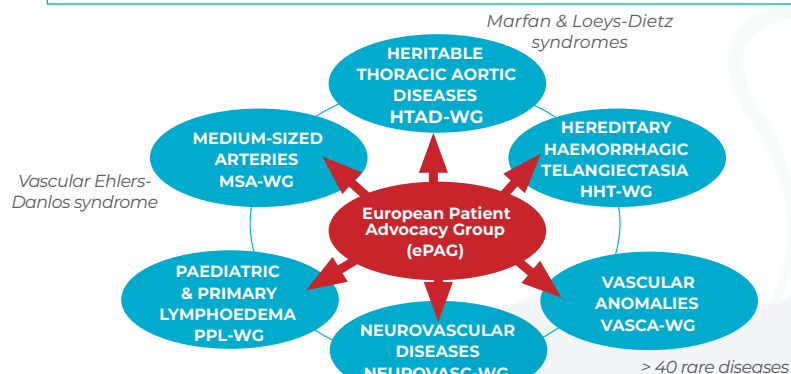 Marfan & Loeys-Dietz
syndromes
HERITABLE
THORACIC AORTIC
DISEASES
HTAD-WG
MEDIUM-SIZED
ARTERIES
MSA-WG
HEREDITARY
HAEMORRHAGIC
TELANGIECTASIA
HHT-WG
Vascular Ehlers-
Danlos syndrome
European Patient
Advocacy Group
(ePAG)
PAEDIATRIC
& PRIMARY
LYMPHOEDEMA
PPL-WG
VASCULAR
ANOMALIES
VASCA-WG
NEUROVASCULAR
DISEASES
NEUROVASC-WG
> 40 rare diseases